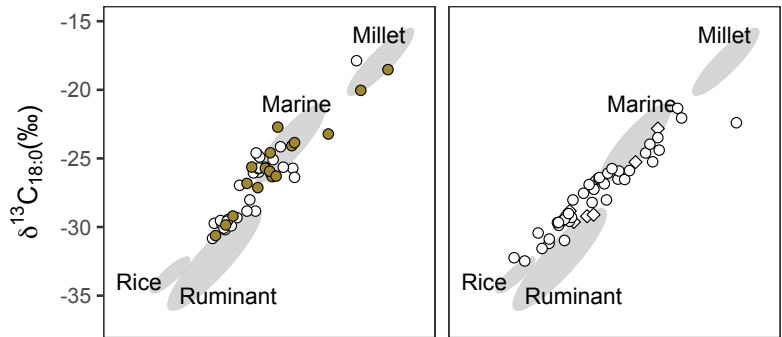 -15
-20
-25
-30
-35
δ¹³C₁₈:₀(‰)
Millet
Marine
Rice
Ruminant
Millet
Marine
Rice
Ruminant